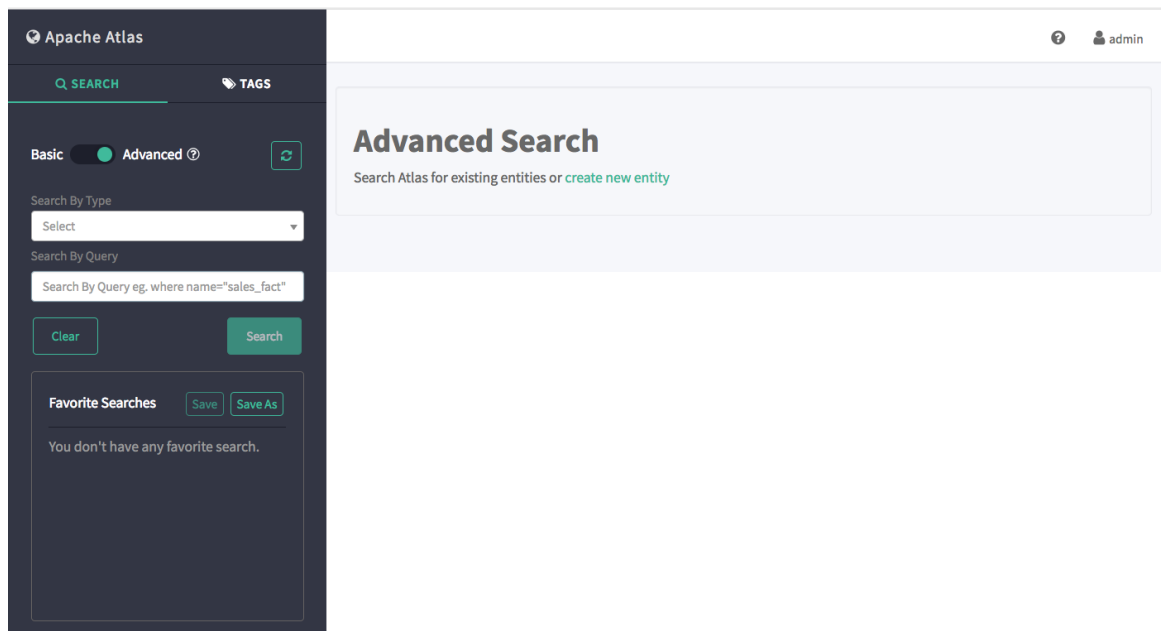 Apache Atlas
admin
SEARCH
TAGS
Basic Advanced
Search By Type
Select
Search By Query
Search By Query eg. where name="sales_fact"
Clear
Search
Favorite Searches
Save
Save As
You don't have any favorite search.
Advanced Search
Search Atlas for existing entities or create new entity